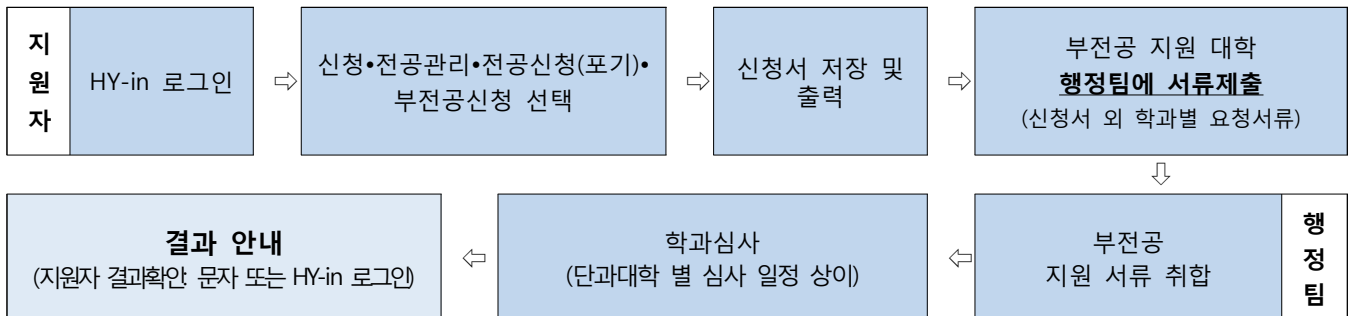 지
원
자
HY-in 로그인
⇨
신청•전공관리•전공신청(포기)•
부전공신청 선택
⇨
신청서 저장 및
출력
⇨
부전공 지원 대학
행정팀에 서류제출
(신청서 외 학과별 요청서류)
⇩
행
정
팀
부전공
지원 서류 취합
⇦
학과심사
(단과대학 별 심사 일정 상이)
⇦
결과 안내
(지원자 결과확인: 문자 또는 HY-in 로그인)